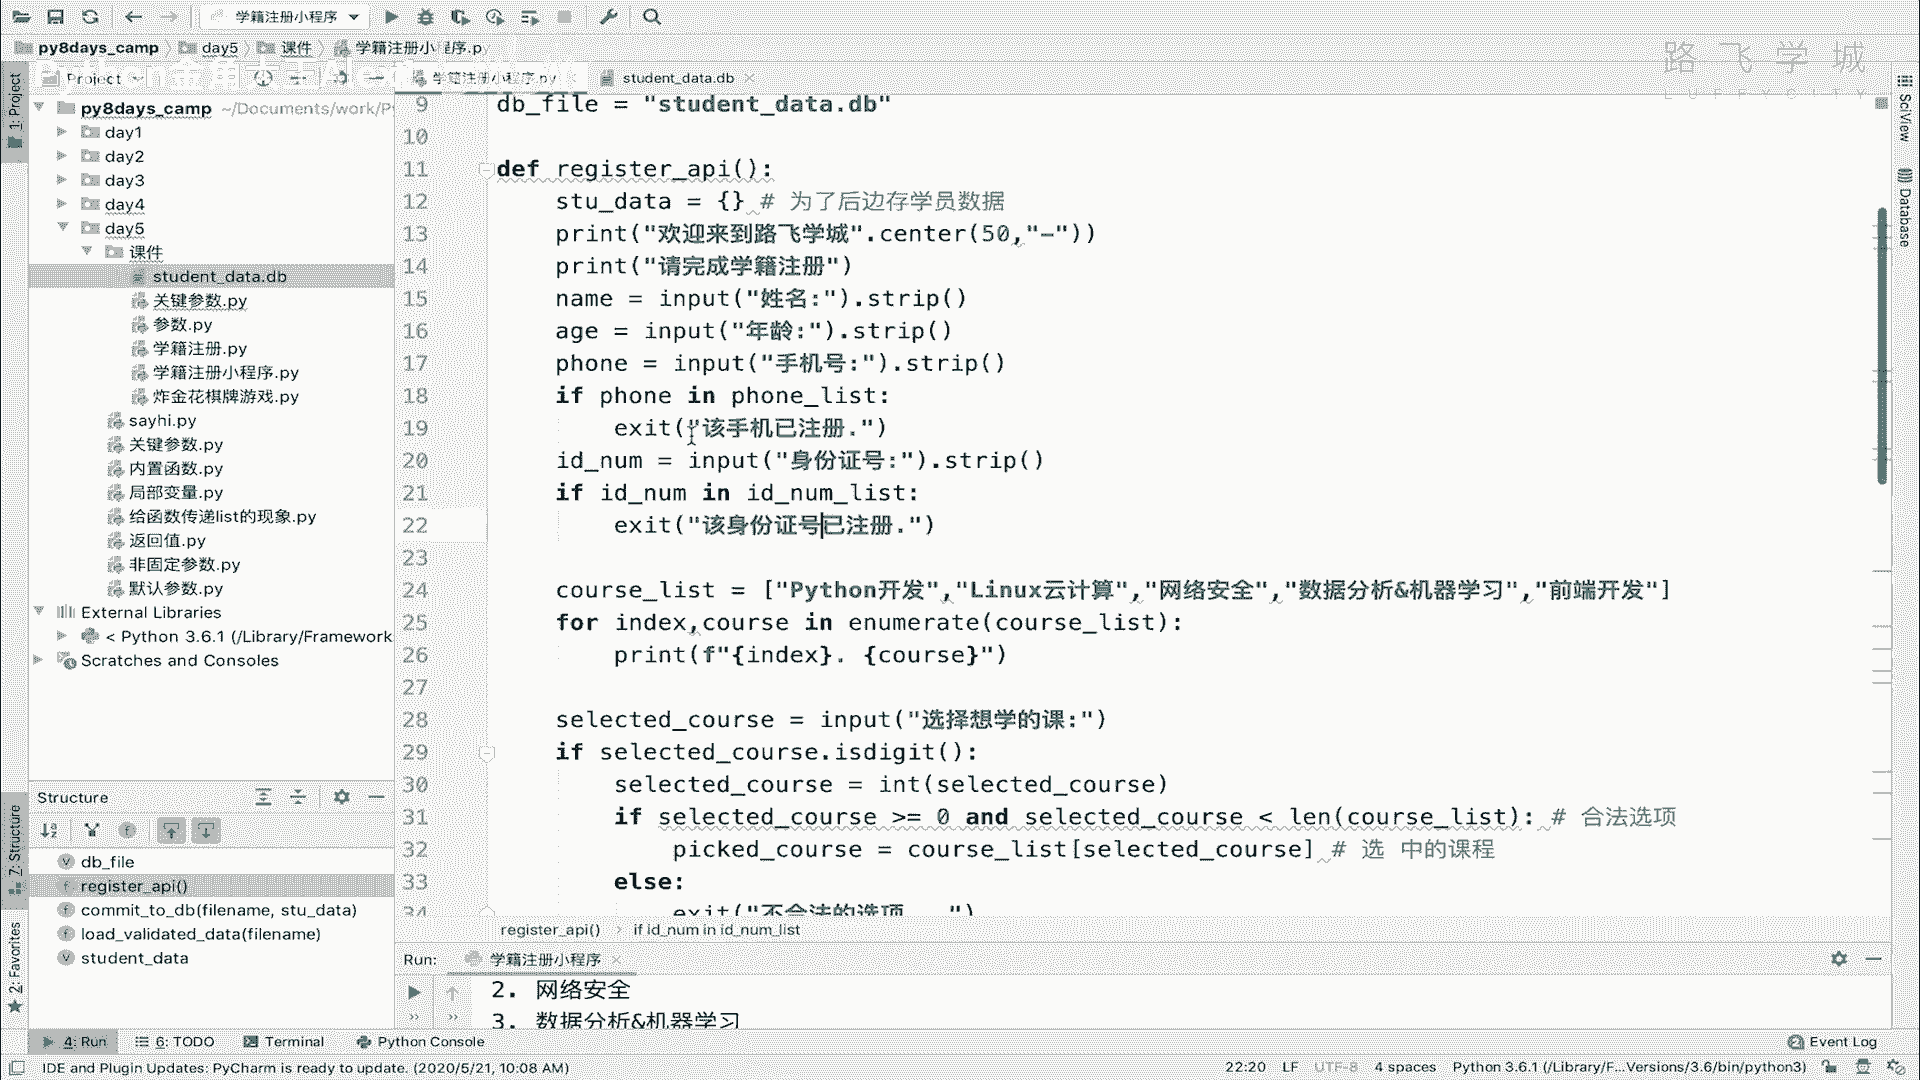 学籍注册小程序
py8days_camp
day5
课件
学籍注册小程序.py
路飞学城
LUFFYCITY
Project
学籍注册小程序.py
student_data.db
1: Project
SciView
Database
py8days_camp ~/Documents/work/P
day1
day2
day3
day4
day5
课件
student_data.db
关键参数.py
参数.py
学籍注册.py
学籍注册小程序.py
炸金花棋牌游戏.py
sayhi.py
关键参数.py
内置函数.py
局部变量.py
给函数传递list的现象.py
返回值.py
非固定参数.py
默认参数.py
External Libraries
< Python 3.6.1 (/Library/Framework
Scratches and Consoles
9 db_file = "student_data.db"
10
11 def register_api():
12 stu_data = {} # 为了后边存学员数据
13 print("欢迎来到路飞学城".center(50,"-"))
14 print("请完成学籍注册")
15 name = input("姓名:").strip()
16 age = input("年龄:").strip()
17 phone = input("手机号:").strip()
18 if phone in phone_list:
19 exit("该手机已注册.")
20 id_num = input("身份证号:").strip()
21 if id_num in id_num_list:
22 exit("该身份证号已注册.")
23
24 course_list = ["Python开发","Linux云计算","网络安全","数据分析&机器学习","前端开发"]
25 for index,course in enumerate(course_list):
26 print(f"{index}. {course}")
27
28 selected_course = input("选择想学的课:")
29 if selected_course.isdigit():
30 selected_course = int(selected_course)
31 if selected_course >= 0 and selected_course < len(course_list): # 合法选项
32 picked_course = course_list[selected_course] # 选 中的课程
33 else:
34 exit("不合法的选项...")
register_api() if id_num in id_num_list
Structure
7: Structure
db_file
register_api()
commit_to_db(filename, stu_data)
load_validated_data(filename)
student_data
2: Favorites
Run: 学籍注册小程序
2. 网络安全
3. 数据分析&机器学习
4: Run
6: TODO
Terminal
Python Console
Event Log
IDE and Plugin Updates: PyCharm is ready to update. (2020/5/21, 10:08 AM)
22:20 LF UTF-8 4 spaces Python 3.6.1 (/Library/F...Versions/3.6/bin/python3)